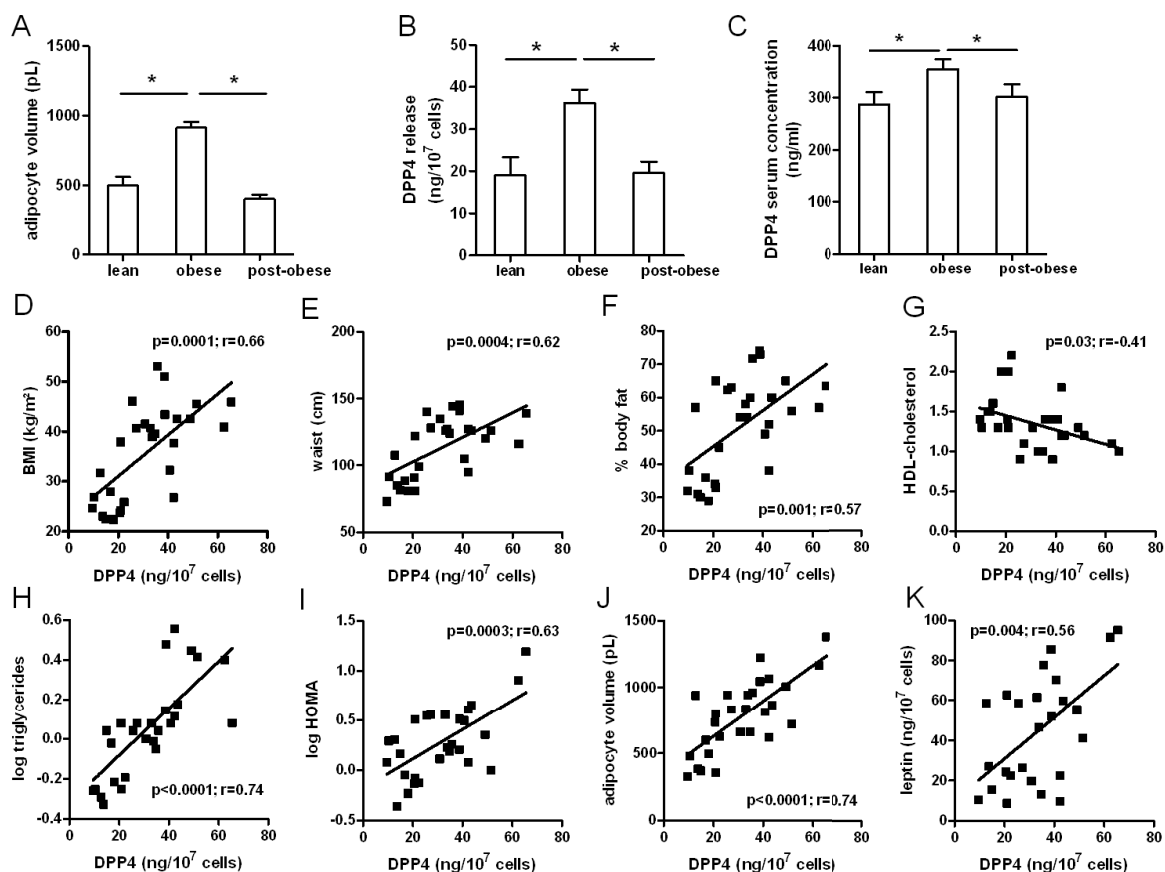 A
adipocyte volume (pL)
1500
1000
500
0
*
*
lean
obese
post-obese
B
DPP4 release
(ng/10⁷ cells)
50
40
30
20
10
0
*
*
lean
obese
post-obese
C
DPP4 serum concentration
(ng/ml)
400
300
200
100
0
*
*
lean
obese
post-obese
D
BMI (kg/m²)
60
50
40
30
20
p=0.0001; r=0.66
0
20
40
60
80
DPP4 (ng/10⁷ cells)
E
waist (cm)
200
150
100
50
p=0.0004; r=0.62
0
20
40
60
80
DPP4 (ng/10⁷ cells)
F
% body fat
80
70
60
50
40
30
20
p=0.001; r=0.57
0
20
40
60
80
DPP4 (ng/10⁷ cells)
G
HDL-cholesterol
2.5
2.0
1.5
1.0
0.5
0.0
p=0.03; r=-0.41
0
20
40
60
80
DPP4 (ng/10⁷ cells)
H
log triglycerides
0.6
0.4
0.2
0.0
-0.2
-0.4
p<0.0001; r=0.74
0
20
40
60
80
DPP4 (ng/10⁷ cells)
I
log HOMA
1.5
1.0
0.5
0.0
-0.5
p=0.0003; r=0.63
0
20
40
60
80
DPP4 (ng/10⁷ cells)
J
adipocyte volume (pL)
1500
1000
500
0
p<0.0001; r=0.74
0
20
40
60
80
DPP4 (ng/10⁷ cells)
K
leptin (ng/10⁷ cells)
100
80
60
40
20
0
p=0.004; r=0.56
0
20
40
60
80
DPP4 (ng/10⁷ cells)